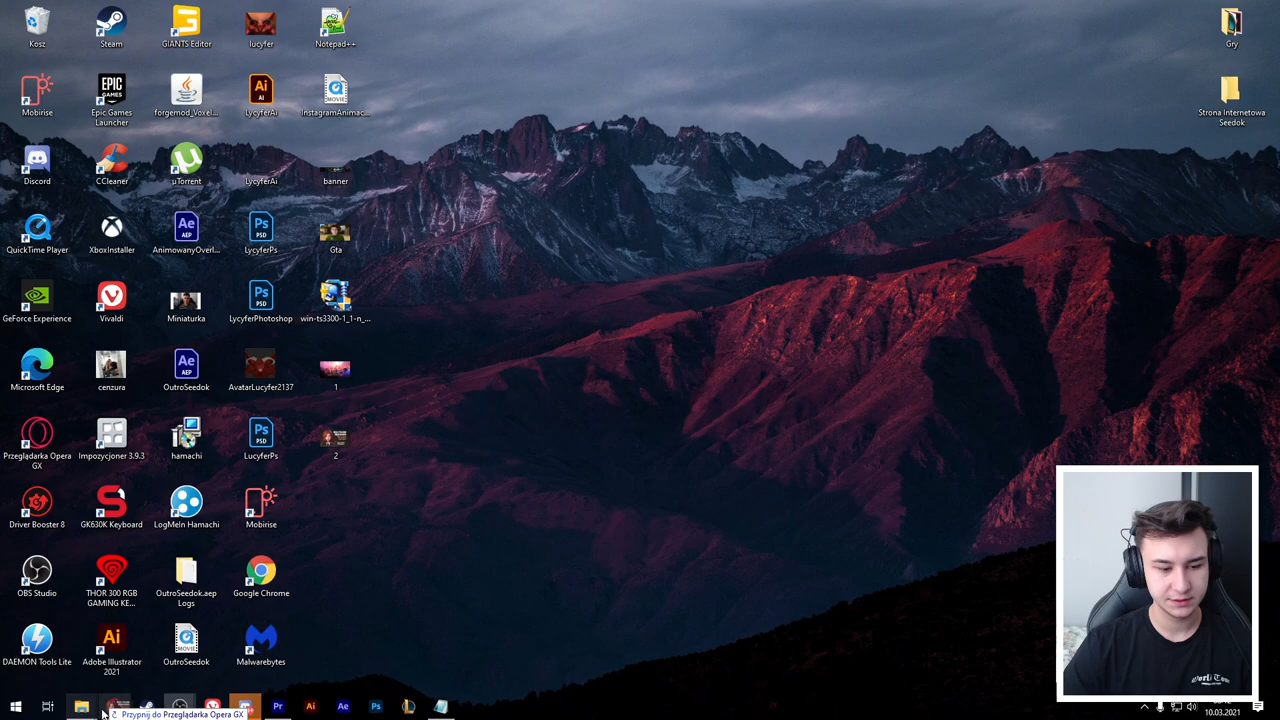 Kosz
Steam
GIANTS Editor
lucyfer
Notepad++
Gry
Mobirise
Epic Games
Launcher
forgemod_Voxel...
LycyferAi
InstagramAnimac...
Strona Internetowa
Seedok
Discord
CCleaner
µTorrent
LycyferAi
banner
QuickTime Player
XboxInstaller
AnimowanyOverl...
LycyferPs
Gta
GeForce Experience
Vivaldi
Miniaturka
LycyferPhotoshop
win-ts3300-1_1-n_...
Microsoft Edge
cenzura
OutroSeedok
AvatarLucyfer2137
1
Przeglądarka Opera
GX
Impozycjoner 3.9.3
hamachi
LucyferPs
2
Driver Booster 8
GK630K Keyboard
LogMeIn Hamachi
Mobirise
OBS Studio
THOR 300 RGB
GAMING KE...
OutroSeedok.aep
Logs
Google Chrome
DAEMON Tools Lite
Adobe Illustrator
2021
OutroSeedok
Malwarebytes
Przypnij do Przeglądarka Opera GX
10.03.2021